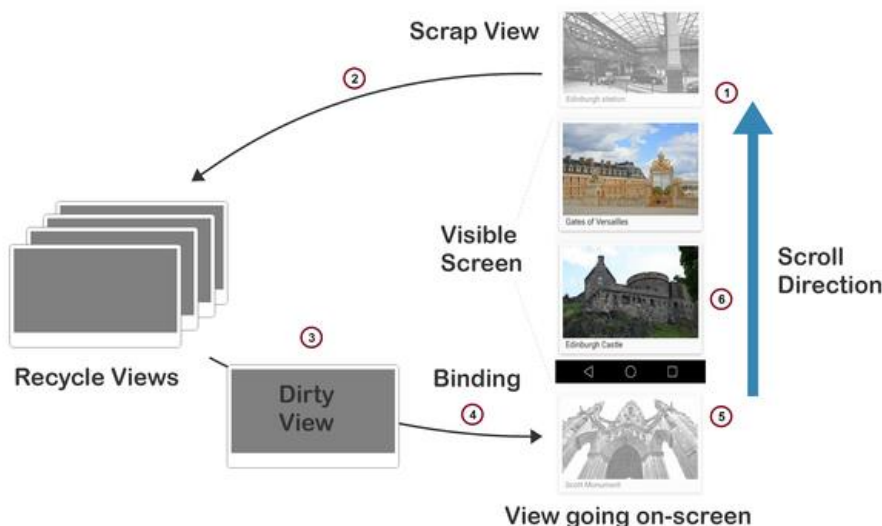 Scrap View
2
1
Edinburgh station
Gates of Versailles
Visible
Screen
Scroll
Direction
6
Edinburgh Castle
3
Recycle Views
Dirty
View
Binding
4
5
Scott Monument
View going on-screen